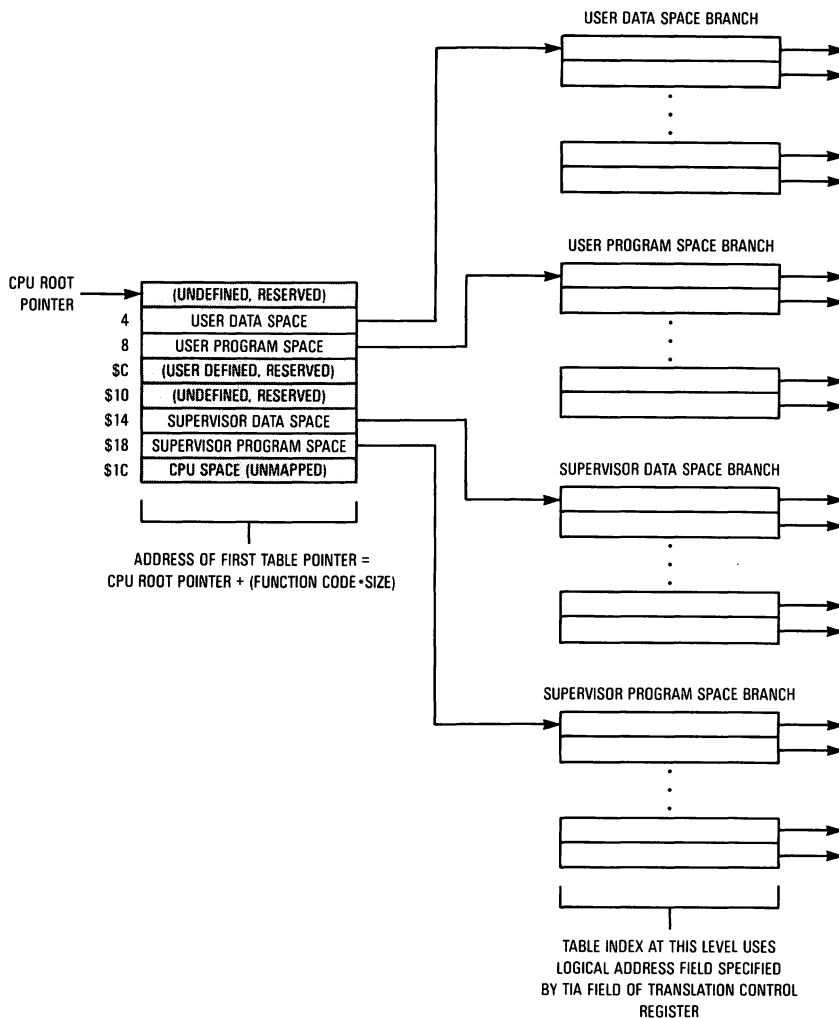 USER DATA SPACE BRANCH
USER PROGRAM SPACE BRANCH
CPU ROOT
POINTER
(UNDEFINED, RESERVED)
4 USER DATA SPACE
8 USER PROGRAM SPACE
$C (USER DEFINED, RESERVED)
$10 (UNDEFINED, RESERVED)
$14 SUPERVISOR DATA SPACE
$18 SUPERVISOR PROGRAM SPACE
$1C CPU SPACE (UNMAPPED)
ADDRESS OF FIRST TABLE POINTER =
CPU ROOT POINTER + (FUNCTION CODE•SIZE)
SUPERVISOR DATA SPACE BRANCH
SUPERVISOR PROGRAM SPACE BRANCH
TABLE INDEX AT THIS LEVEL USES
LOGICAL ADDRESS FIELD SPECIFIED
BY TIA FIELD OF TRANSLATION CONTROL
REGISTER